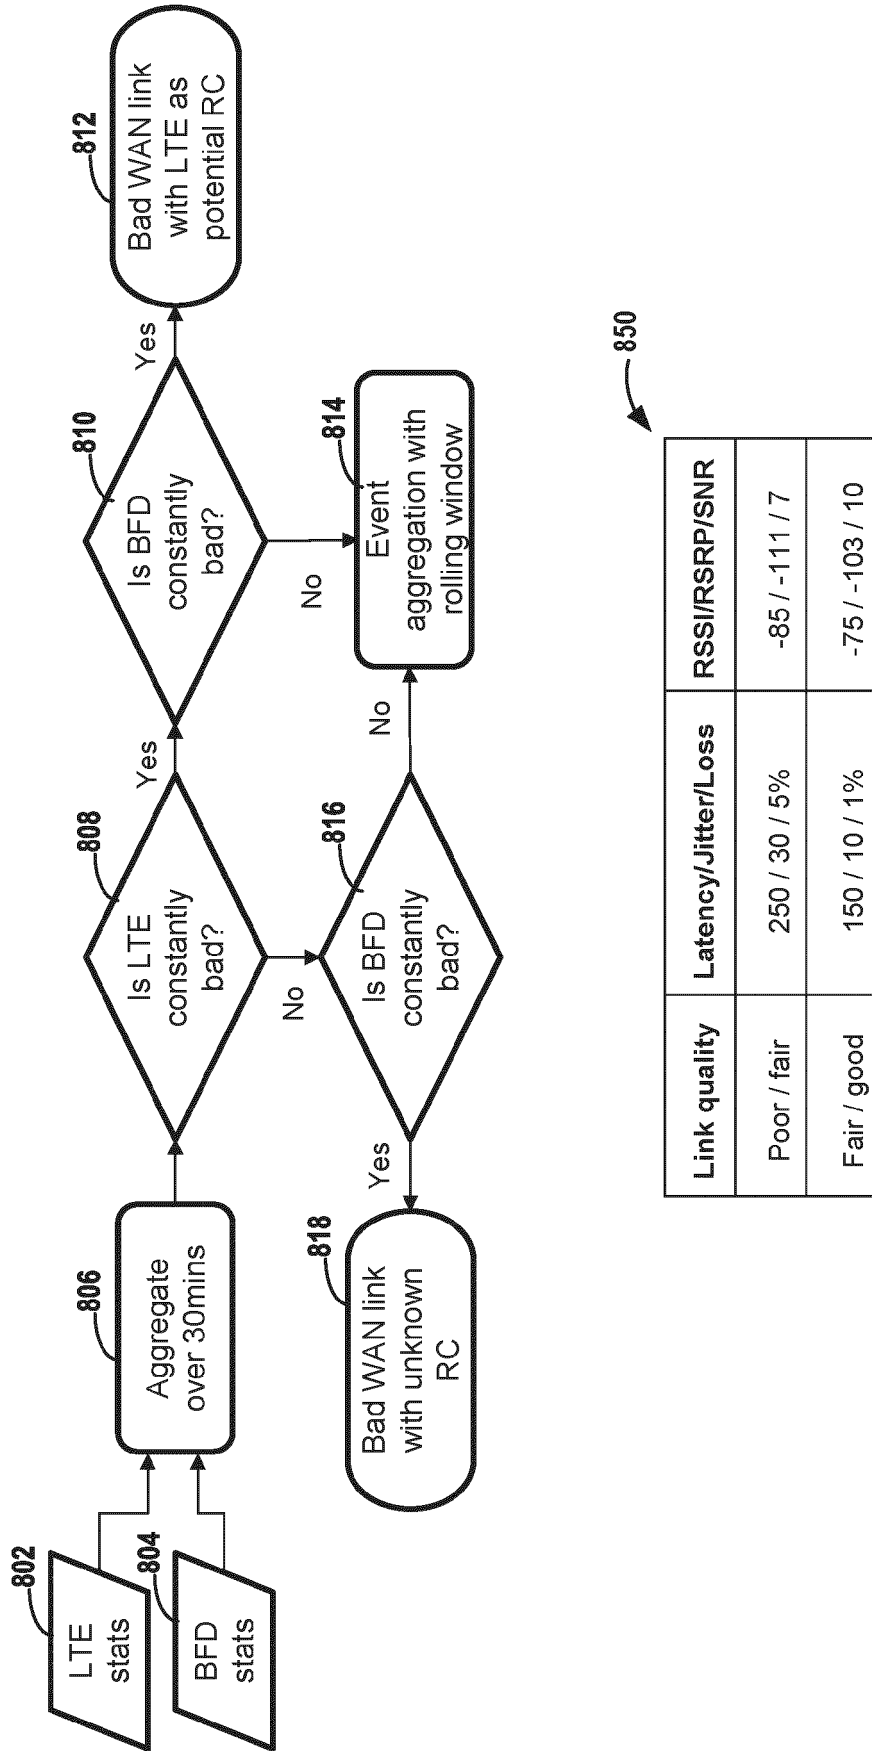 802
LTE
stats
804
BFD
stats
806
Aggregate
over 30mins
808
Is LTE
constantly
bad?
Yes
No
810
Is BFD
constantly
bad?
Yes
No
812
Bad WAN link
with LTE as
potential RC
814
Event
aggregation with
rolling window
816
Is BFD
constantly
bad?
No
Yes
818
Bad WAN link
with unknown
RC
850
Link quality Latency/Jitter/Loss RSSI/RSRP/SNR
Poor / fair 250 / 30 / 5% -85 / -111 / 7
Fair / good 150 / 10 / 1% -75 / -103 / 10